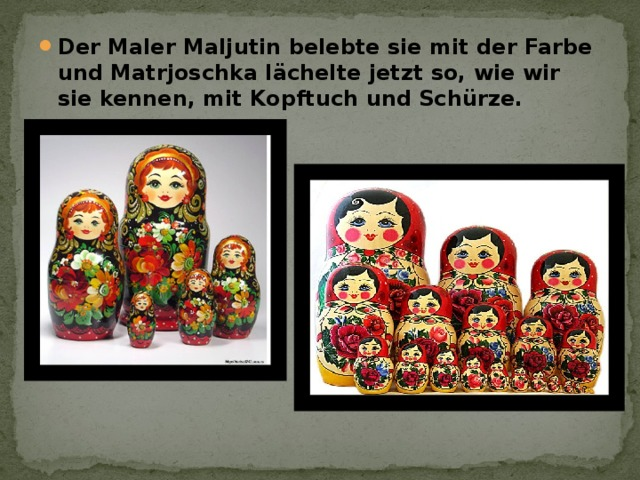 Der Maler Maljutin belebte sie mit der Farbe
und Matrjoschka lächelte jetzt so, wie wir
sie kennen, mit Kopftuch und Schürze.